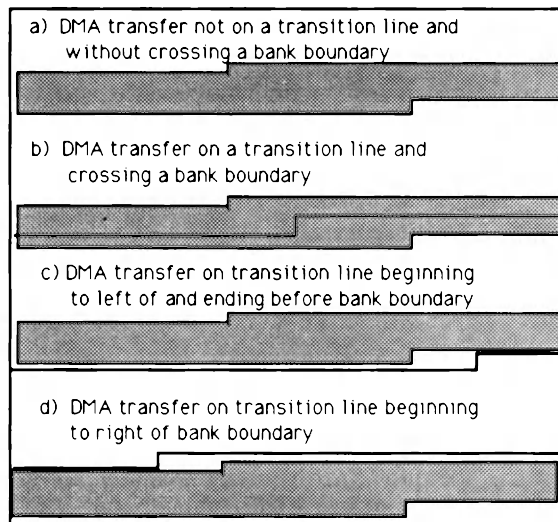 a) DMA transfer not on a transition line and
without crossing a bank boundary
b) DMA transfer on a transition line and
crossing a bank boundary
c) DMA transfer on transition line beginning
to left of and ending before bank boundary
d) DMA transfer on transition line beginning
to right of bank boundary